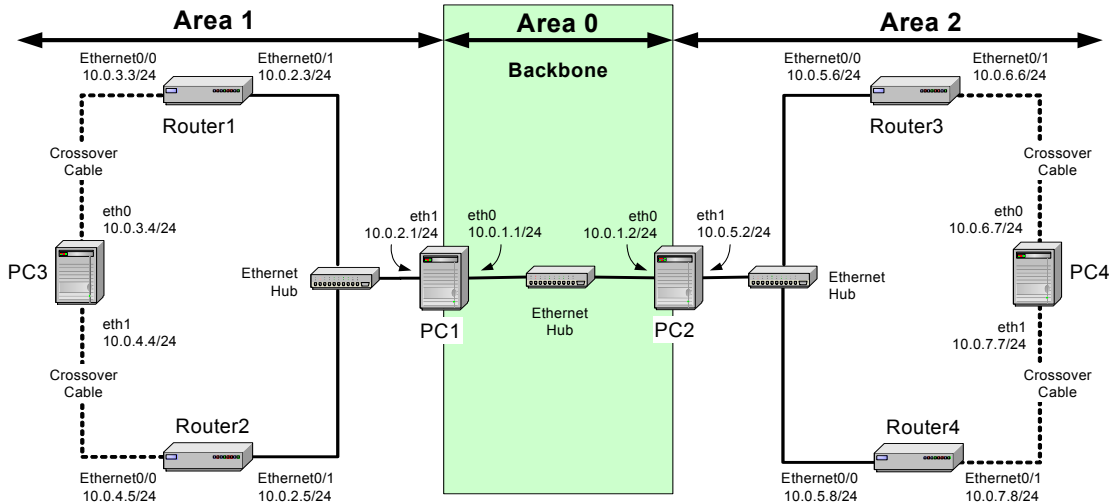 Area 1
Area 0
Area 2
Backbone
Ethernet0/0
10.0.3.3/24
Ethernet0/1
10.0.2.3/24
Router1
Ethernet0/0
10.0.5.6/24
Ethernet0/1
10.0.6.6/24
Router3
Crossover
Cable
Crossover
Cable
eth0
10.0.3.4/24
PC3
eth1
10.0.4.4/24
Ethernet
Hub
eth1
10.0.2.1/24
eth0
10.0.1.1/24
PC1
Ethernet
Hub
eth0
10.0.1.2/24
eth1
10.0.5.2/24
PC2
Ethernet
Hub
eth0
10.0.6.7/24
PC4
eth1
10.0.7.7/24
Crossover
Cable
Crossover
Cable
Router2
Ethernet0/0
10.0.4.5/24
Ethernet0/1
10.0.2.5/24
Router4
Ethernet0/0
10.0.5.8/24
Ethernet0/1
10.0.7.8/24